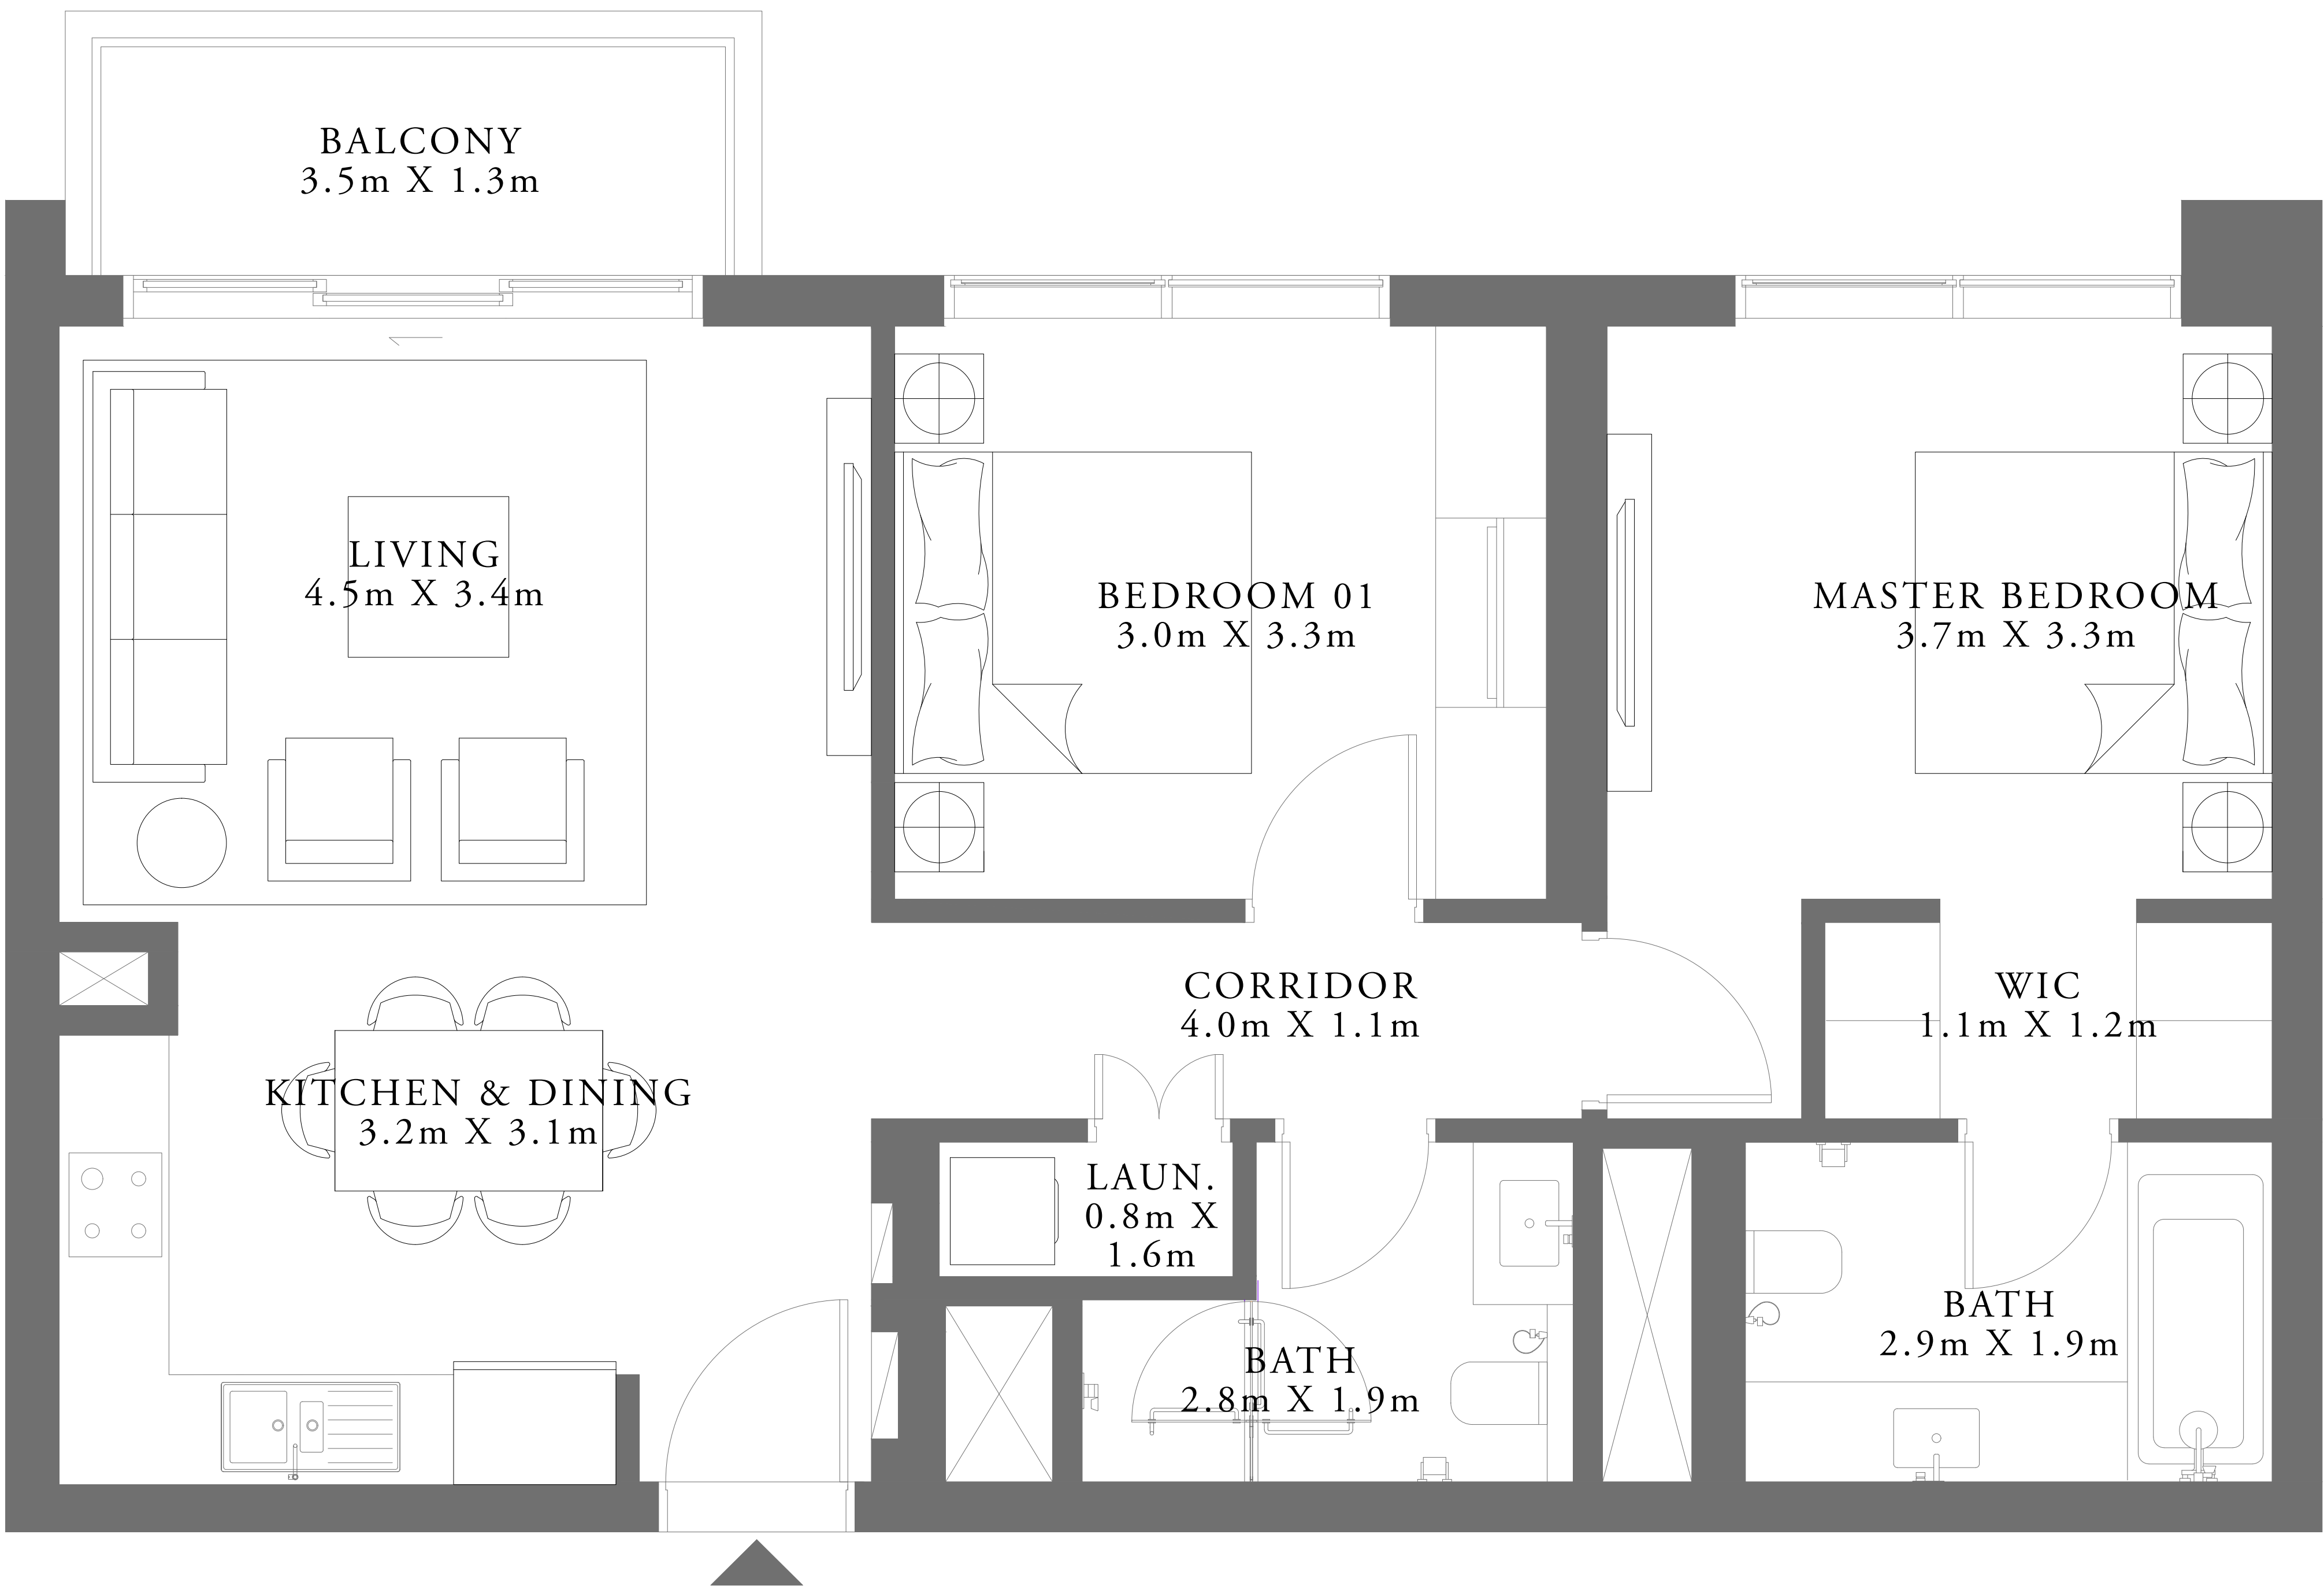 BALCONY
3.5m X 1.3m
LIVING
4.5m X 3.4m
BEDROOM 01
3.0m X 3.3m
MASTER BEDROOM
3.7m X 3.3m
CORRIDOR
4.0m X 1.1m
WIC
1.1m X 1.2m
KITCHEN & DINING
3.2m X 3.1m
LAUN.
0.8m X
1.6m
BATH
2.8m X 1.9m
BATH
2.9m X 1.9m